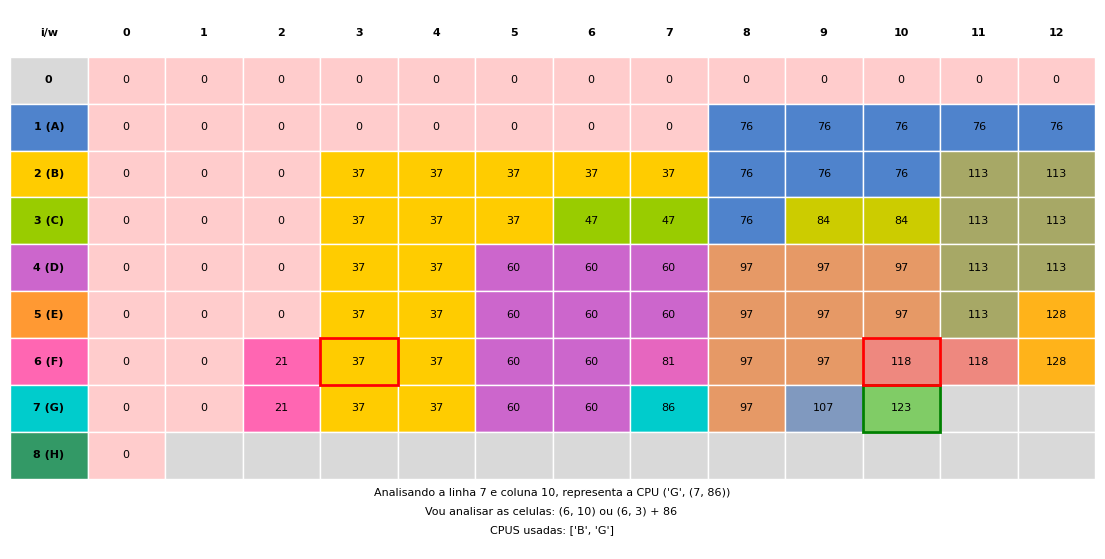 i/w 0 1 2 3 4 5 6 7 8 9 10 11 12
0 0 0 0 0 0 0 0 0 0 0 0 0 0
1 (A) 0 0 0 0 0 0 0 0 76 76 76 76 76
2 (B) 0 0 0 37 37 37 37 37 76 76 76 113 113
3 (C) 0 0 0 37 37 37 47 47 76 84 84 113 113
4 (D) 0 0 0 37 37 60 60 60 97 97 97 113 113
5 (E) 0 0 0 37 37 60 60 60 97 97 97 113 128
6 (F) 0 0 21 37 37 60 60 81 97 97 118 118 128
7 (G) 0 0 21 37 37 60 60 86 97 107 123
8 (H) 0
Analisando a linha 7 e coluna 10, representa a CPU ('G', (7, 86))
Vou analisar as celulas: (6, 10) ou (6, 3) + 86
CPUS usadas: ['B', 'G']